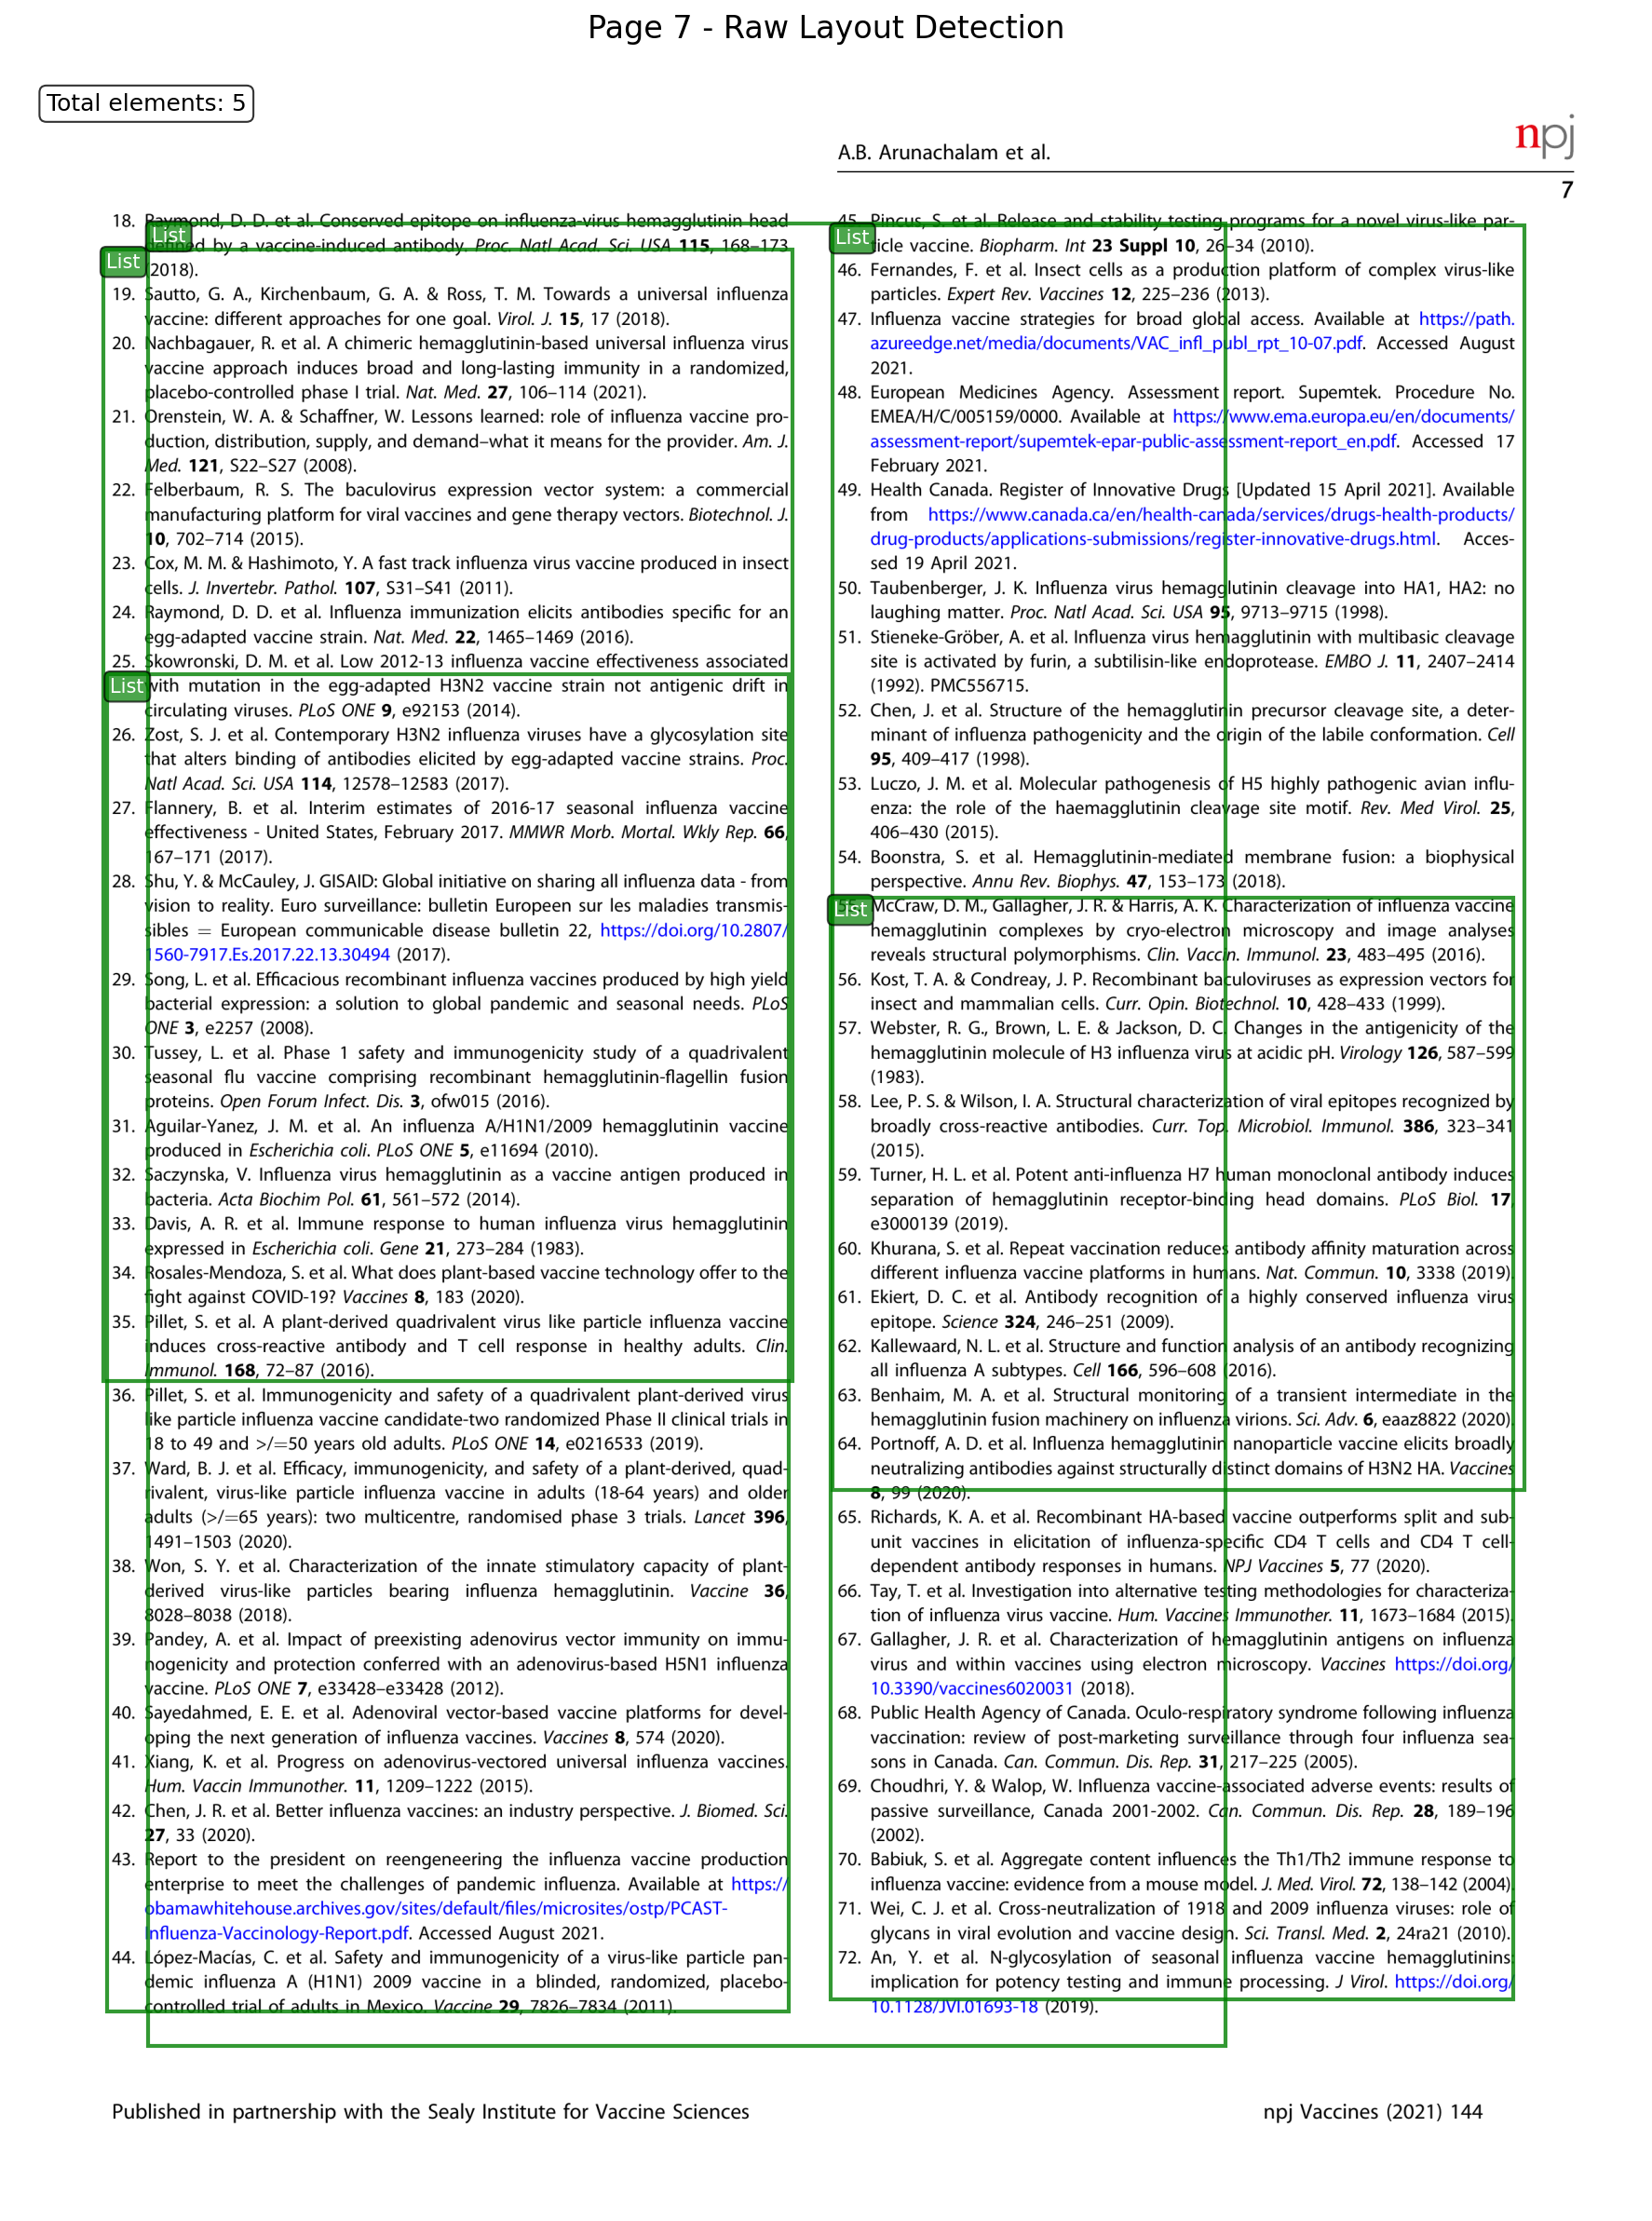 Page 7 - Raw Layout Detection
Total elements: 5
A.B. Arunachalam et al.
npj
7
18. Raymond, D. D. et al. Conserved epitope on influenza-virus hemagglutinin head
List
defined by a vaccine-induced antibody. Proc. Natl Acad. Sci. USA 115, 168–173
List
(2018).
19. Sautto, G. A., Kirchenbaum, G. A. & Ross, T. M. Towards a universal influenza
vaccine: different approaches for one goal. Virol. J. 15, 17 (2018).
20. Nachbagauer, R. et al. A chimeric hemagglutinin-based universal influenza virus
vaccine approach induces broad and long-lasting immunity in a randomized,
placebo-controlled phase I trial. Nat. Med. 27, 106–114 (2021).
21. Orenstein, W. A. & Schaffner, W. Lessons learned: role of influenza vaccine pro-
duction, distribution, supply, and demand–what it means for the provider. Am. J.
Med. 121, S22–S27 (2008).
22. Felberbaum, R. S. The baculovirus expression vector system: a commercial
manufacturing platform for viral vaccines and gene therapy vectors. Biotechnol. J.
10, 702–714 (2015).
23. Cox, M. M. & Hashimoto, Y. A fast track influenza virus vaccine produced in insect
cells. J. Invertebr. Pathol. 107, S31–S41 (2011).
24. Raymond, D. D. et al. Influenza immunization elicits antibodies specific for an
egg-adapted vaccine strain. Nat. Med. 22, 1465–1469 (2016).
25. Skowronski, D. M. et al. Low 2012-13 influenza vaccine effectiveness associated
List
with mutation in the egg-adapted H3N2 vaccine strain not antigenic drift in
circulating viruses. PLoS ONE 9, e92153 (2014).
26. Zost, S. J. et al. Contemporary H3N2 influenza viruses have a glycosylation site
that alters binding of antibodies elicited by egg-adapted vaccine strains. Proc.
Natl Acad. Sci. USA 114, 12578–12583 (2017).
27. Flannery, B. et al. Interim estimates of 2016-17 seasonal influenza vaccine
effectiveness - United States, February 2017. MMWR Morb. Mortal. Wkly Rep. 66,
167–171 (2017).
28. Shu, Y. & McCauley, J. GISAID: Global initiative on sharing all influenza data - from
vision to reality. Euro surveillance: bulletin Europeen sur les maladies transmis-
sibles = European communicable disease bulletin 22, https://doi.org/10.2807/
1560-7917.Es.2017.22.13.30494 (2017).
29. Song, L. et al. Efficacious recombinant influenza vaccines produced by high yield
bacterial expression: a solution to global pandemic and seasonal needs. PLoS
ONE 3, e2257 (2008).
30. Tussey, L. et al. Phase 1 safety and immunogenicity study of a quadrivalent
seasonal flu vaccine comprising recombinant hemagglutinin-flagellin fusion
proteins. Open Forum Infect. Dis. 3, ofw015 (2016).
31. Aguilar-Yanez, J. M. et al. An influenza A/H1N1/2009 hemagglutinin vaccine
produced in Escherichia coli. PLoS ONE 5, e11694 (2010).
32. Saczynska, V. Influenza virus hemagglutinin as a vaccine antigen produced in
bacteria. Acta Biochim Pol. 61, 561–572 (2014).
33. Davis, A. R. et al. Immune response to human influenza virus hemagglutinin
expressed in Escherichia coli. Gene 21, 273–284 (1983).
34. Rosales-Mendoza, S. et al. What does plant-based vaccine technology offer to the
fight against COVID-19? Vaccines 8, 183 (2020).
35. Pillet, S. et al. A plant-derived quadrivalent virus like particle influenza vaccine
induces cross-reactive antibody and T cell response in healthy adults. Clin.
Immunol. 168, 72–87 (2016).
36. Pillet, S. et al. Immunogenicity and safety of a quadrivalent plant-derived virus
like particle influenza vaccine candidate-two randomized Phase II clinical trials in
18 to 49 and >/=50 years old adults. PLoS ONE 14, e0216533 (2019).
37. Ward, B. J. et al. Efficacy, immunogenicity, and safety of a plant-derived, quad-
rivalent, virus-like particle influenza vaccine in adults (18-64 years) and older
adults (>/=65 years): two multicentre, randomised phase 3 trials. Lancet 396,
1491–1503 (2020).
38. Won, S. Y. et al. Characterization of the innate stimulatory capacity of plant-
derived virus-like particles bearing influenza hemagglutinin. Vaccine 36,
8028–8038 (2018).
39. Pandey, A. et al. Impact of preexisting adenovirus vector immunity on immu-
nogenicity and protection conferred with an adenovirus-based H5N1 influenza
vaccine. PLoS ONE 7, e33428–e33428 (2012).
40. Sayedahmed, E. E. et al. Adenoviral vector-based vaccine platforms for devel-
oping the next generation of influenza vaccines. Vaccines 8, 574 (2020).
41. Xiang, K. et al. Progress on adenovirus-vectored universal influenza vaccines.
Hum. Vaccin Immunother. 11, 1209–1222 (2015).
42. Chen, J. R. et al. Better influenza vaccines: an industry perspective. J. Biomed. Sci.
27, 33 (2020).
43. Report to the president on reengeneering the influenza vaccine production
enterprise to meet the challenges of pandemic influenza. Available at https://
obamawhitehouse.archives.gov/sites/default/files/microsites/ostp/PCAST-
Influenza-Vaccinology-Report.pdf. Accessed August 2021.
44. López-Macías, C. et al. Safety and immunogenicity of a virus-like particle pan-
demic influenza A (H1N1) 2009 vaccine in a blinded, randomized, placebo-
controlled trial of adults in Mexico. Vaccine 29, 7826–7834 (2011).
45. Pincus, S. et al. Release and stability testing programs for a novel virus-like par-
List
ticle vaccine. Biopharm. Int 23 Suppl 10, 26–34 (2010).
46. Fernandes, F. et al. Insect cells as a production platform of complex virus-like
particles. Expert Rev. Vaccines 12, 225–236 (2013).
47. Influenza vaccine strategies for broad global access. Available at https://path.
azureedge.net/media/documents/VAC_infl_publ_rpt_10-07.pdf. Accessed August
2021.
48. European Medicines Agency. Assessment report. Supemtek. Procedure No.
EMEA/H/C/005159/0000. Available at https://www.ema.europa.eu/en/documents/
assessment-report/supemtek-epar-public-assessment-report_en.pdf. Accessed 17
February 2021.
49. Health Canada. Register of Innovative Drugs [Updated 15 April 2021]. Available
from https://www.canada.ca/en/health-canada/services/drugs-health-products/
drug-products/applications-submissions/register-innovative-drugs.html. Acces-
sed 19 April 2021.
50. Taubenberger, J. K. Influenza virus hemagglutinin cleavage into HA1, HA2: no
laughing matter. Proc. Natl Acad. Sci. USA 95, 9713–9715 (1998).
51. Stieneke-Gröber, A. et al. Influenza virus hemagglutinin with multibasic cleavage
site is activated by furin, a subtilisin-like endoprotease. EMBO J. 11, 2407–2414
(1992). PMC556715.
52. Chen, J. et al. Structure of the hemagglutinin precursor cleavage site, a deter-
minant of influenza pathogenicity and the origin of the labile conformation. Cell
95, 409–417 (1998).
53. Luczo, J. M. et al. Molecular pathogenesis of H5 highly pathogenic avian influ-
enza: the role of the haemagglutinin cleavage site motif. Rev. Med Virol. 25,
406–430 (2015).
54. Boonstra, S. et al. Hemagglutinin-mediated membrane fusion: a biophysical
perspective. Annu Rev. Biophys. 47, 153–173 (2018).
List
McCraw, D. M., Gallagher, J. R. & Harris, A. K. Characterization of influenza vaccine
hemagglutinin complexes by cryo-electron microscopy and image analyses
reveals structural polymorphisms. Clin. Vaccin. Immunol. 23, 483–495 (2016).
56. Kost, T. A. & Condreay, J. P. Recombinant baculoviruses as expression vectors for
insect and mammalian cells. Curr. Opin. Biotechnol. 10, 428–433 (1999).
57. Webster, R. G., Brown, L. E. & Jackson, D. C. Changes in the antigenicity of the
hemagglutinin molecule of H3 influenza virus at acidic pH. Virology 126, 587–599
(1983).
58. Lee, P. S. & Wilson, I. A. Structural characterization of viral epitopes recognized by
broadly cross-reactive antibodies. Curr. Top. Microbiol. Immunol. 386, 323–341
(2015).
59. Turner, H. L. et al. Potent anti-influenza H7 human monoclonal antibody induces
separation of hemagglutinin receptor-binding head domains. PLoS Biol. 17,
e3000139 (2019).
60. Khurana, S. et al. Repeat vaccination reduces antibody affinity maturation across
different influenza vaccine platforms in humans. Nat. Commun. 10, 3338 (2019).
61. Ekiert, D. C. et al. Antibody recognition of a highly conserved influenza virus
epitope. Science 324, 246–251 (2009).
62. Kallewaard, N. L. et al. Structure and function analysis of an antibody recognizing
all influenza A subtypes. Cell 166, 596–608 (2016).
63. Benhaim, M. A. et al. Structural monitoring of a transient intermediate in the
hemagglutinin fusion machinery on influenza virions. Sci. Adv. 6, eaaz8822 (2020).
64. Portnoff, A. D. et al. Influenza hemagglutinin nanoparticle vaccine elicits broadly
neutralizing antibodies against structurally distinct domains of H3N2 HA. Vaccines
8, 99 (2020).
65. Richards, K. A. et al. Recombinant HA-based vaccine outperforms split and sub-
unit vaccines in elicitation of influenza-specific CD4 T cells and CD4 T cell-
dependent antibody responses in humans. NPJ Vaccines 5, 77 (2020).
66. Tay, T. et al. Investigation into alternative testing methodologies for characteriza-
tion of influenza virus vaccine. Hum. Vaccines Immunother. 11, 1673–1684 (2015).
67. Gallagher, J. R. et al. Characterization of hemagglutinin antigens on influenza
virus and within vaccines using electron microscopy. Vaccines https://doi.org/
10.3390/vaccines6020031 (2018).
68. Public Health Agency of Canada. Oculo-respiratory syndrome following influenza
vaccination: review of post-marketing surveillance through four influenza sea-
sons in Canada. Can. Commun. Dis. Rep. 31, 217–225 (2005).
69. Choudhri, Y. & Walop, W. Influenza vaccine-associated adverse events: results of
passive surveillance, Canada 2001-2002. Can. Commun. Dis. Rep. 28, 189–196
(2002).
70. Babiuk, S. et al. Aggregate content influences the Th1/Th2 immune response to
influenza vaccine: evidence from a mouse model. J. Med. Virol. 72, 138–142 (2004).
71. Wei, C. J. et al. Cross-neutralization of 1918 and 2009 influenza viruses: role of
glycans in viral evolution and vaccine design. Sci. Transl. Med. 2, 24ra21 (2010).
72. An, Y. et al. N-glycosylation of seasonal influenza vaccine hemagglutinins:
implication for potency testing and immune processing. J Virol. https://doi.org/
10.1128/JVI.01693-18 (2019).
Published in partnership with the Sealy Institute for Vaccine Sciences
npj Vaccines (2021) 144